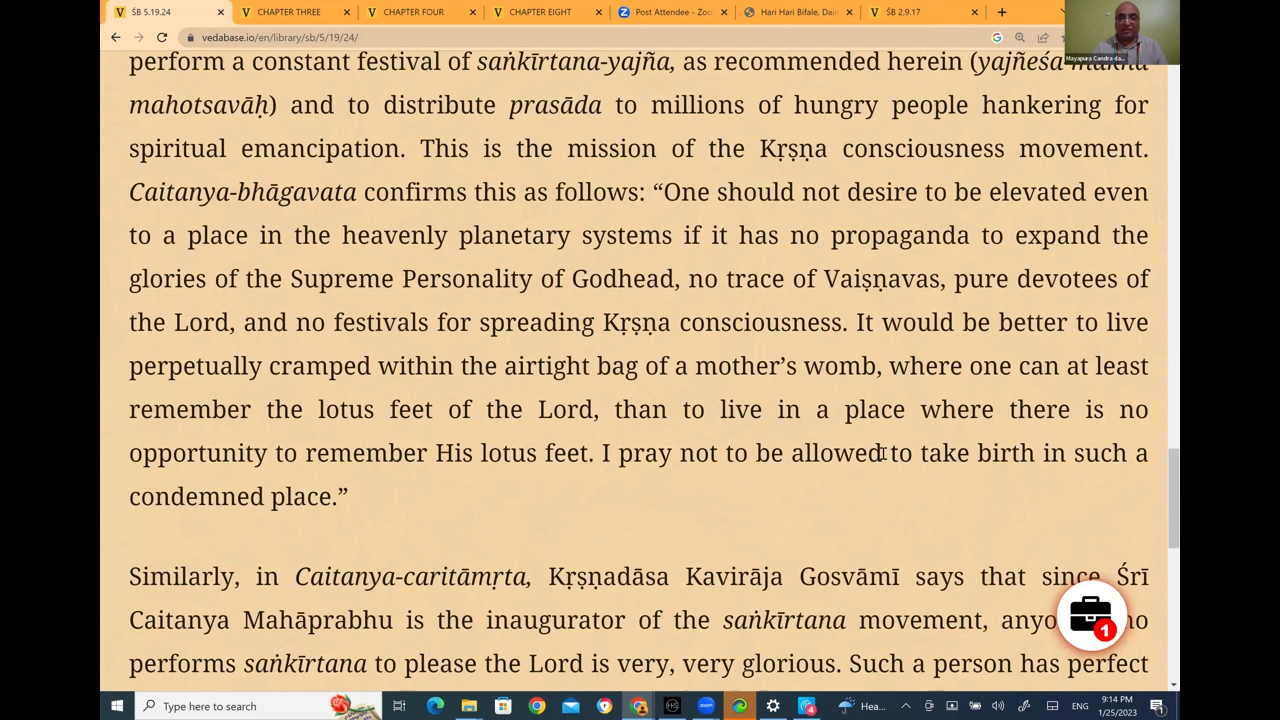 ŚB 5.19.24
CHAPTER THREE
CHAPTER FOUR
CHAPTER EIGHT
Post Attendee - Zoo
Hari Hari Bifale, Dain
ŚB 2.9.17
vedabase.io/en/library/sb/5/19/24/
Mayapura Candra da...
perform a constant festival of saṅkīrtana-yajña, as recommended herein (yajñeśa-makhā
mahotsavāḥ) and to distribute prasāda to millions of hungry people hankering for
spiritual emancipation. This is the mission of the Kṛṣṇa consciousness movement.
Caitanya-bhāgavata confirms this as follows: “One should not desire to be elevated even
to a place in the heavenly planetary systems if it has no propaganda to expand the
glories of the Supreme Personality of Godhead, no trace of Vaiṣṇavas, pure devotees of
the Lord, and no festivals for spreading Kṛṣṇa consciousness. It would be better to live
perpetually cramped within the airtight bag of a mother’s womb, where one can at least
remember the lotus feet of the Lord, than to live in a place where there is no
opportunity to remember His lotus feet. I pray not to be allowed to take birth in such a
condemned place.”
Similarly, in Caitanya-caritāmṛta, Kṛṣṇadāsa Kavirāja Gosvāmī says that since Śrī
Caitanya Mahāprabhu is the inaugurator of the saṅkīrtana movement, anyo no
performs saṅkīrtana to please the Lord is very, very glorious. Such a person has perfect
1
Type here to search
Hea...
ENG
9:14 PM
1/25/2023